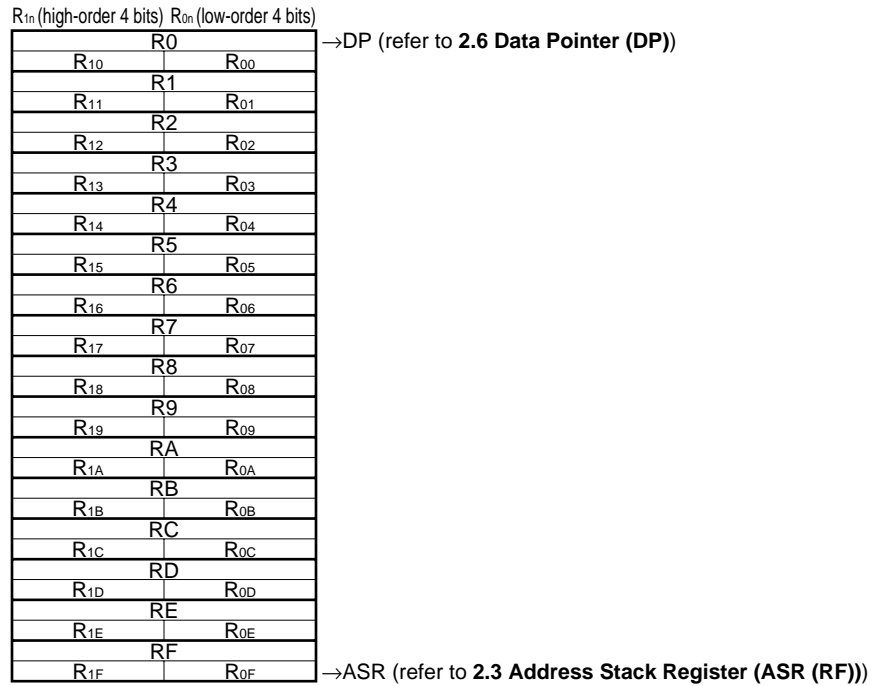 R1n (high-order 4 bits) R0n (low-order 4 bits)
R0 →DP (refer to 2.6 Data Pointer (DP))
R10 R00
R1
R11 R01
R2
R12 R02
R3
R13 R03
R4
R14 R04
R5
R15 R05
R6
R16 R06
R7
R17 R07
R8
R18 R08
R9
R19 R09
RA
R1A R0A
RB
R1B R0B
RC
R1C R0C
RD
R1D R0D
RE
R1E R0E
RF
R1F R0F →ASR (refer to 2.3 Address Stack Register (ASR (RF)))